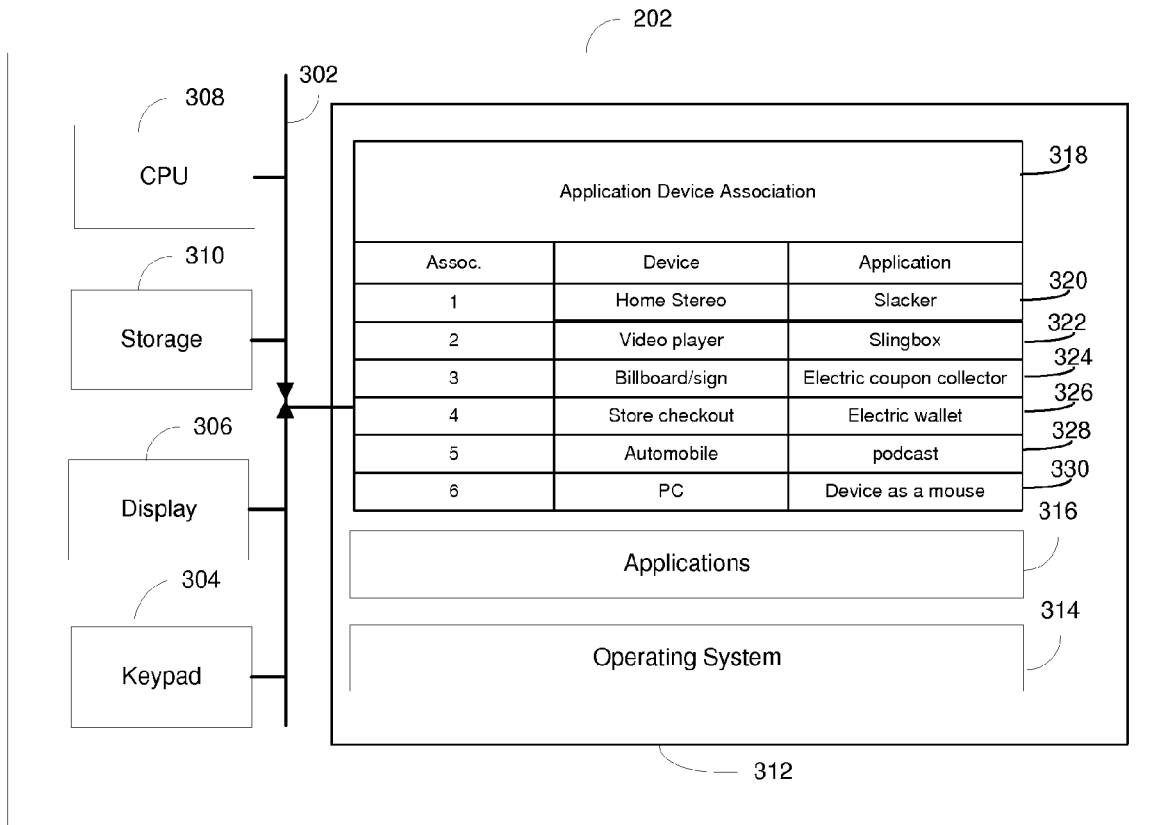 202
302
308
CPU
310
Storage
306
Display
304
Keypad
318
Application Device Association
Assoc. Device Application
1 Home Stereo Slacker 320
2 Video player Slingbox 322
3 Billboard/sign Electric coupon collector 324
4 Store checkout Electric wallet 326
5 Automobile podcast 328
6 PC Device as a mouse 330
316
Applications
314
Operating System
312